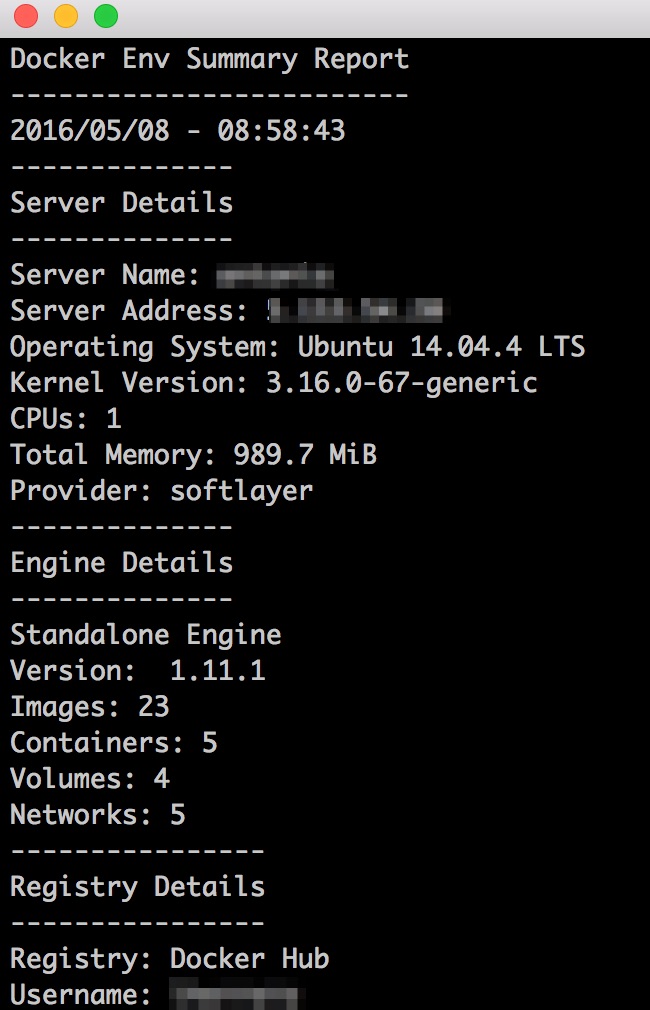 Docker Env Summary Report
-------------------------
2016/05/08 - 08:58:43
--------------
Server Details
--------------
Server Name:
Server Address:
Operating System: Ubuntu 14.04.4 LTS
Kernel Version: 3.16.0-67-generic
CPUs: 1
Total Memory: 989.7 MiB
Provider: softlayer
--------------
Engine Details
--------------
Standalone Engine
Version:  1.11.1
Images: 23
Containers: 5
Volumes: 4
Networks: 5
----------------
Registry Details
----------------
Registry: Docker Hub
Username: